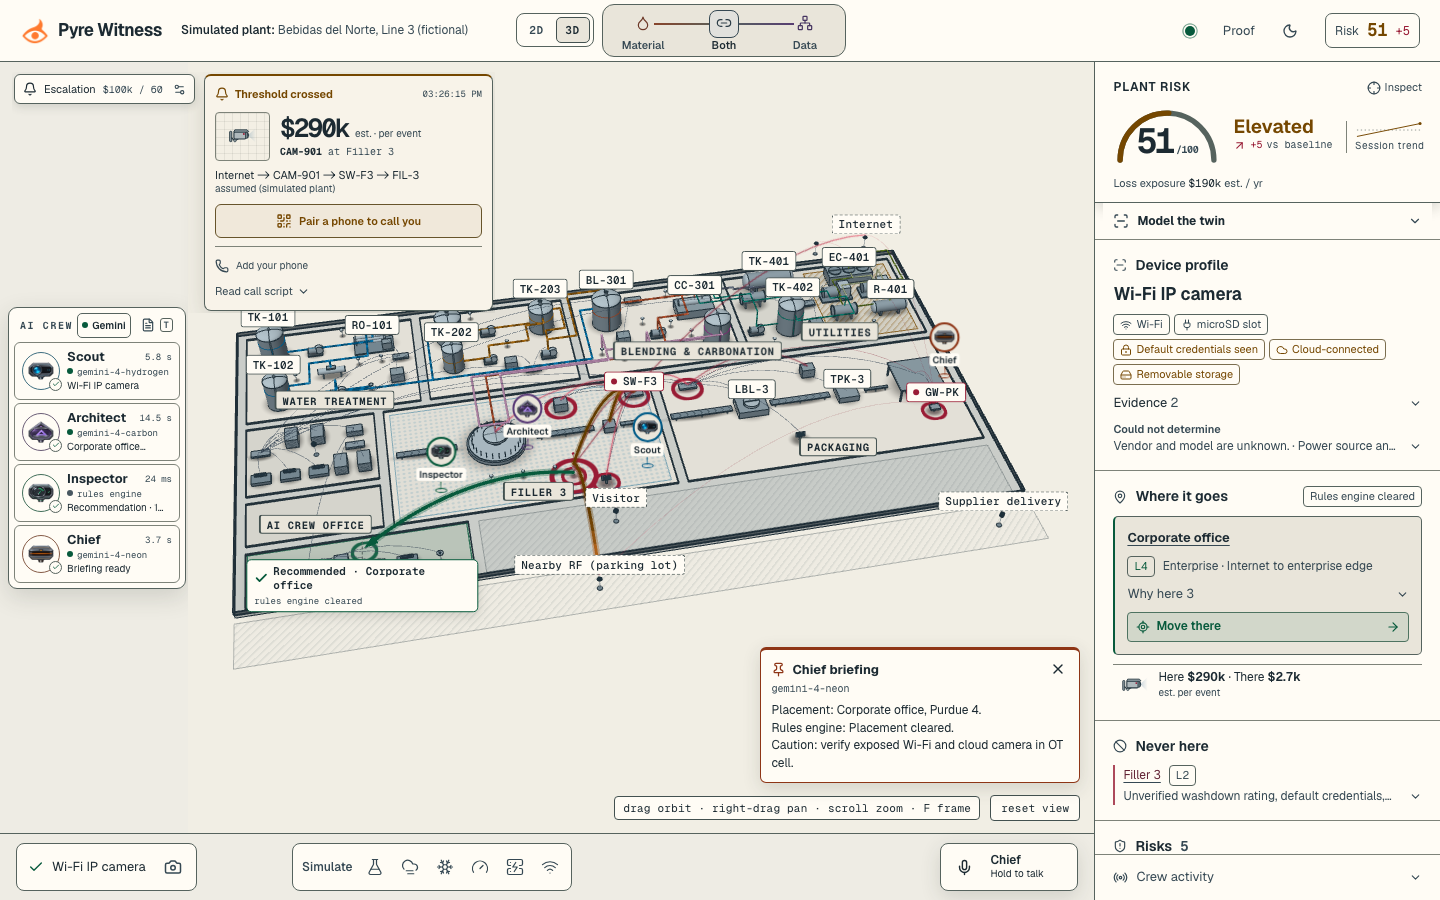 Pyre Witness
Simulated plant: Bebidas del Norte, Line 3 (fictional)
2D 3D
Material Both Data
Proof
Risk 51 +5
Escalation $100k / 60
Threshold crossed 03:26:15 PM
$290k est. · per event
CAM-901 at Filler 3
Internet → CAM-901 → SW-F3 → FIL-3
assumed (simulated plant)
Pair a phone to call you
Add your phone
Read call script
AI CREW Gemini T
Scout 5.8 s
gemini-4-hydrogen
Wi-Fi IP camera
Architect 14.5 s
gemini-4-carbon
Corporate office...
Inspector 24 ms
rules engine
Recommendation · 1...
Chief 3.7 s
gemini-4-neon
Briefing ready
Internet
TK-401 EC-401
TK-203 BL-301 CC-301 TK-402 R-401
TK-101 RO-101 TK-202
UTILITIES
BLENDING & CARBONATION
Chief
TK-102
SW-F3 LBL-3 TPK-3 GW-PK
WATER TREATMENT
Architect
Scout
PACKAGING
Inspector
FILLER 3 Visitor
Supplier delivery
AI CREW OFFICE
Nearby RF (parking lot)
Recommended · Corporate
office
rules engine cleared
Chief briefing
gemini-4-neon
Placement: Corporate office, Purdue 4.
Rules engine: Placement cleared.
Caution: verify exposed Wi-Fi and cloud camera in OT
cell.
drag orbit · right-drag pan · scroll zoom · F frame
reset view
Wi-Fi IP camera
Simulate
Chief
Hold to talk
PLANT RISK Inspect
51/100
Elevated
+5 vs baseline
Session trend
Loss exposure $190k est. / yr
Model the twin
Device profile
Wi-Fi IP camera
Wi-Fi microSD slot
Default credentials seen Cloud-connected
Removable storage
Evidence 2
Could not determine
Vendor and model are unknown. · Power source an...
Where it goes Rules engine cleared
Corporate office
L4 Enterprise · Internet to enterprise edge
Why here 3
Move there
Here $290k · There $2.7k
est. per event
Never here
Filler 3 L2
Unverified washdown rating, default credentials,...
Risks 5
Crew activity